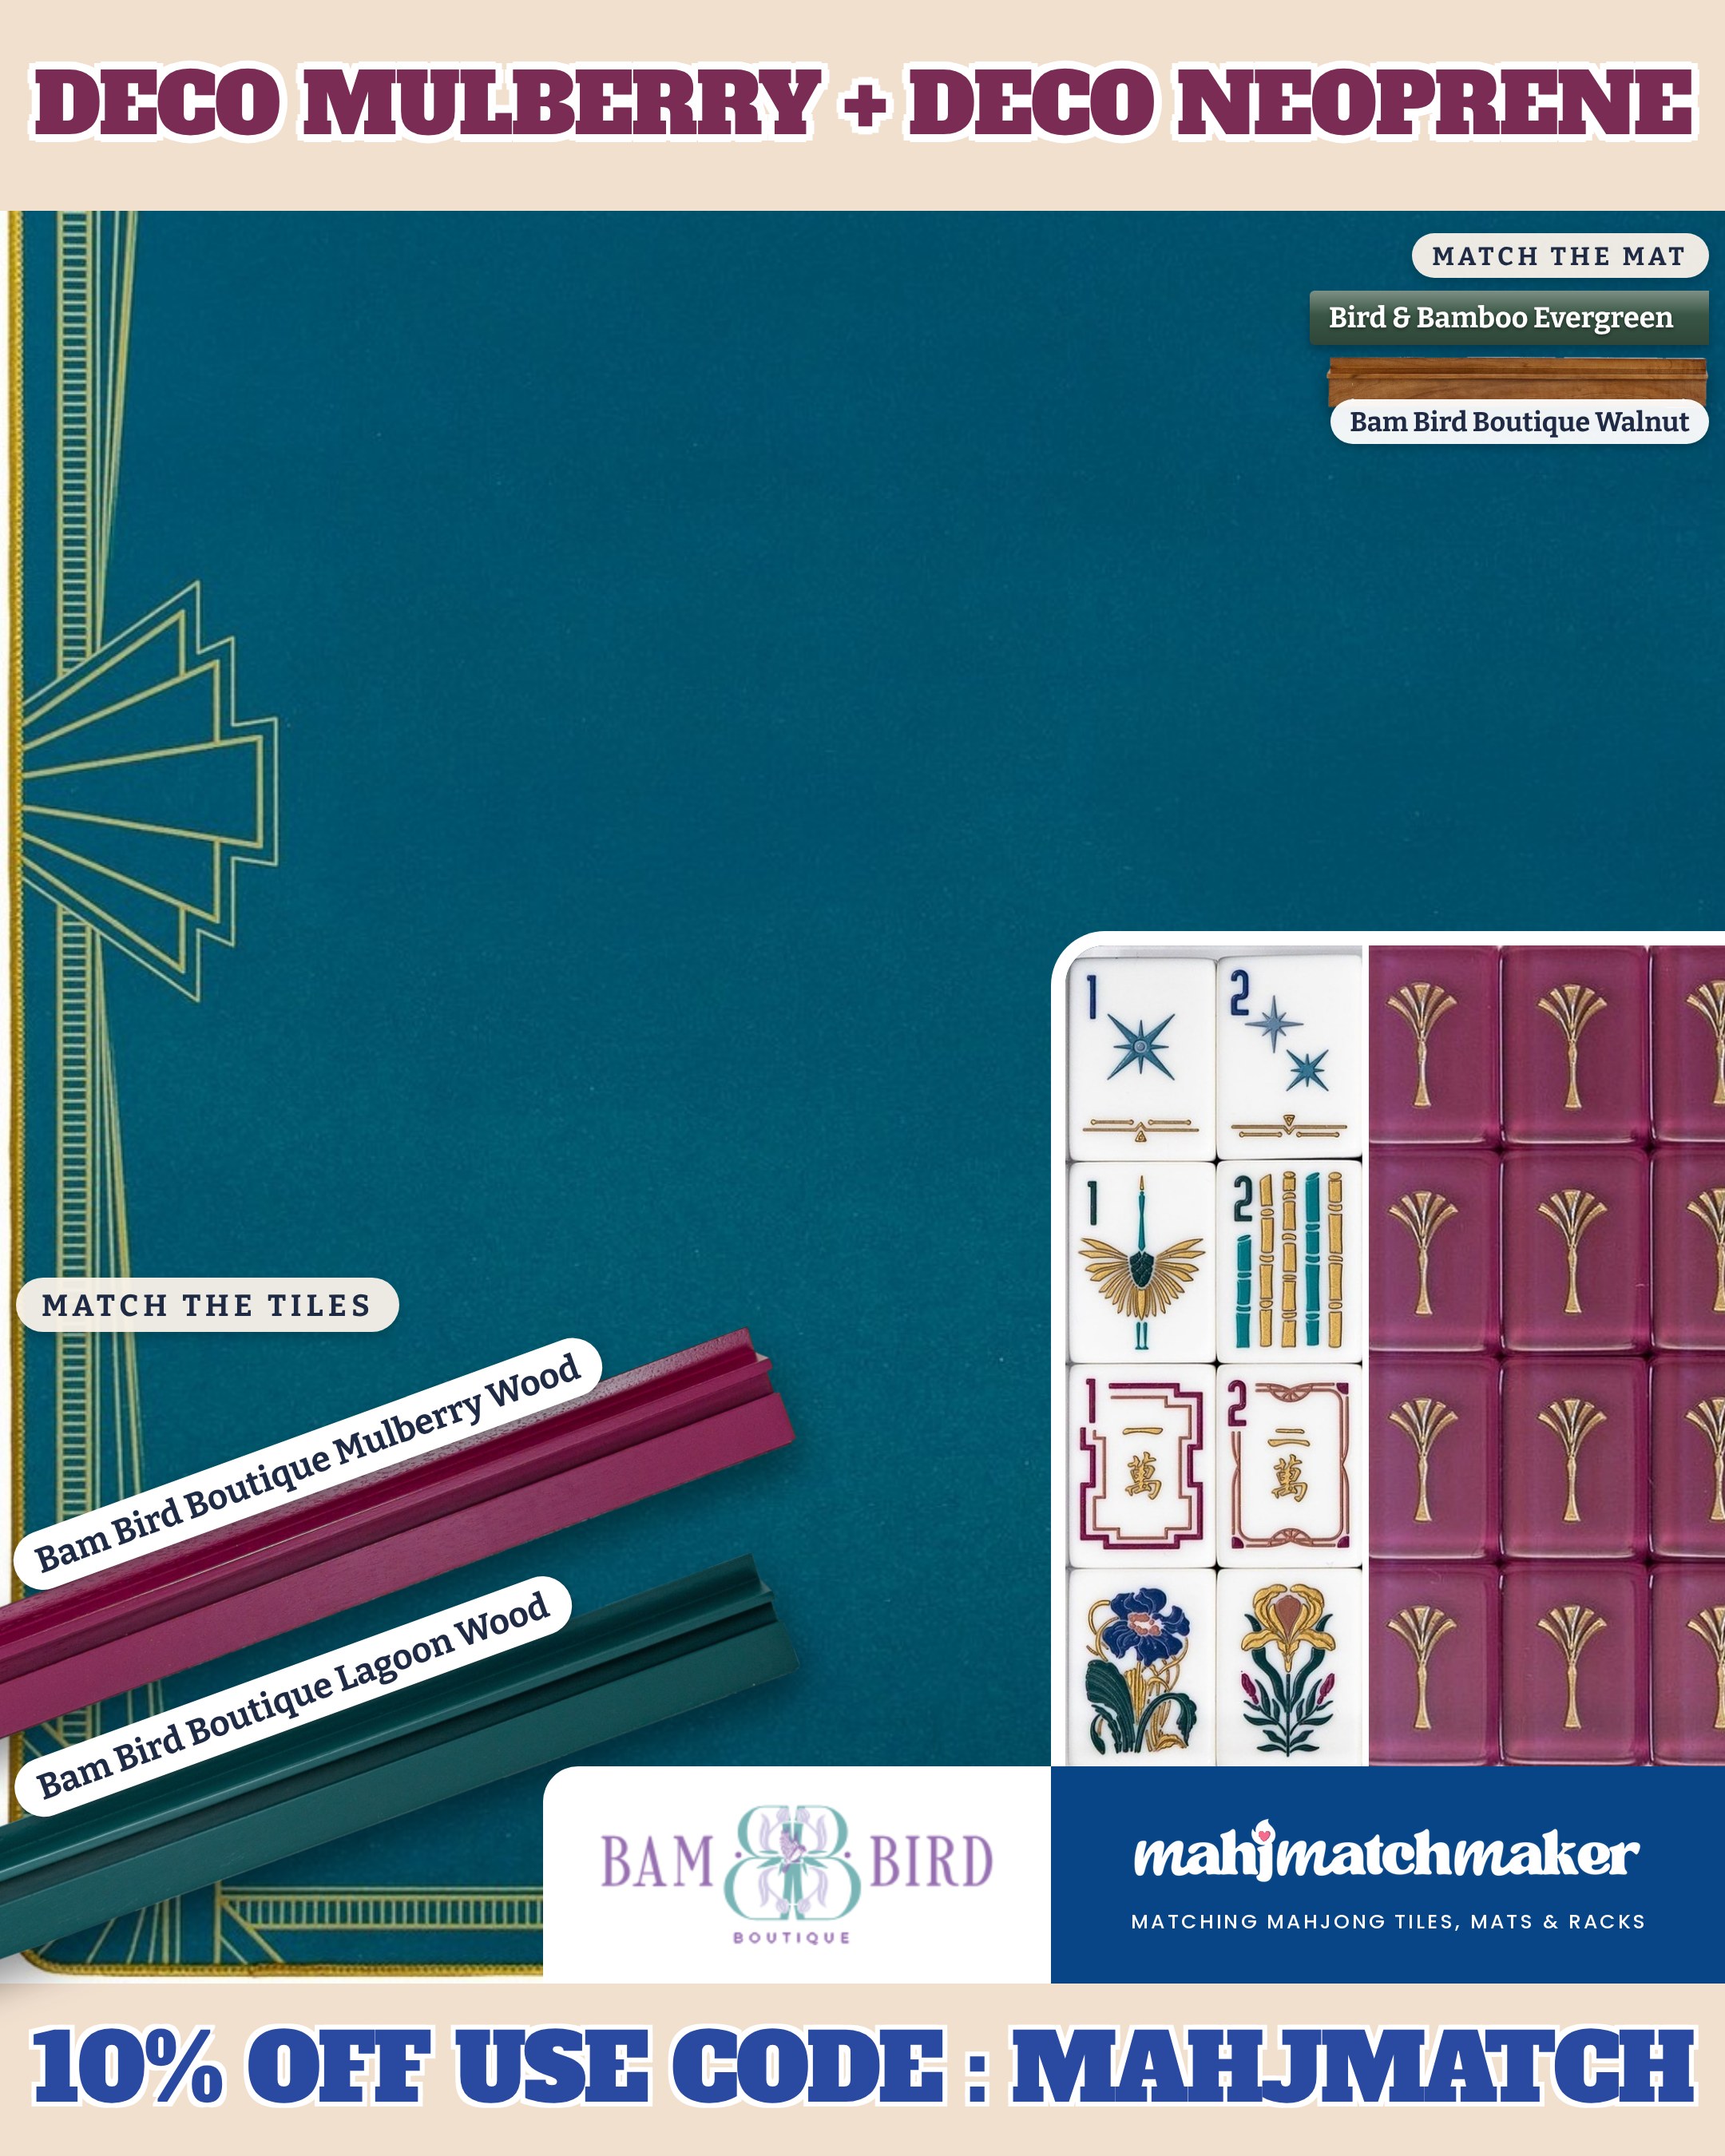 DECO MULBERRY + DECO NEOPRENE
MATCH THE MAT
Bird & Bamboo Evergreen
Bam Bird Boutique Walnut
1
2
1
2
1
一萬
2
二萬
MATCH THE TILES
Bam Bird Boutique Mulberry Wood
Bam Bird Boutique Lagoon Wood
BAM BIRD
BOUTIQUE
mahjmatchmaker
MATCHING MAHJONG TILES, MATS & RACKS
10% OFF USE CODE : MAHJMATCH